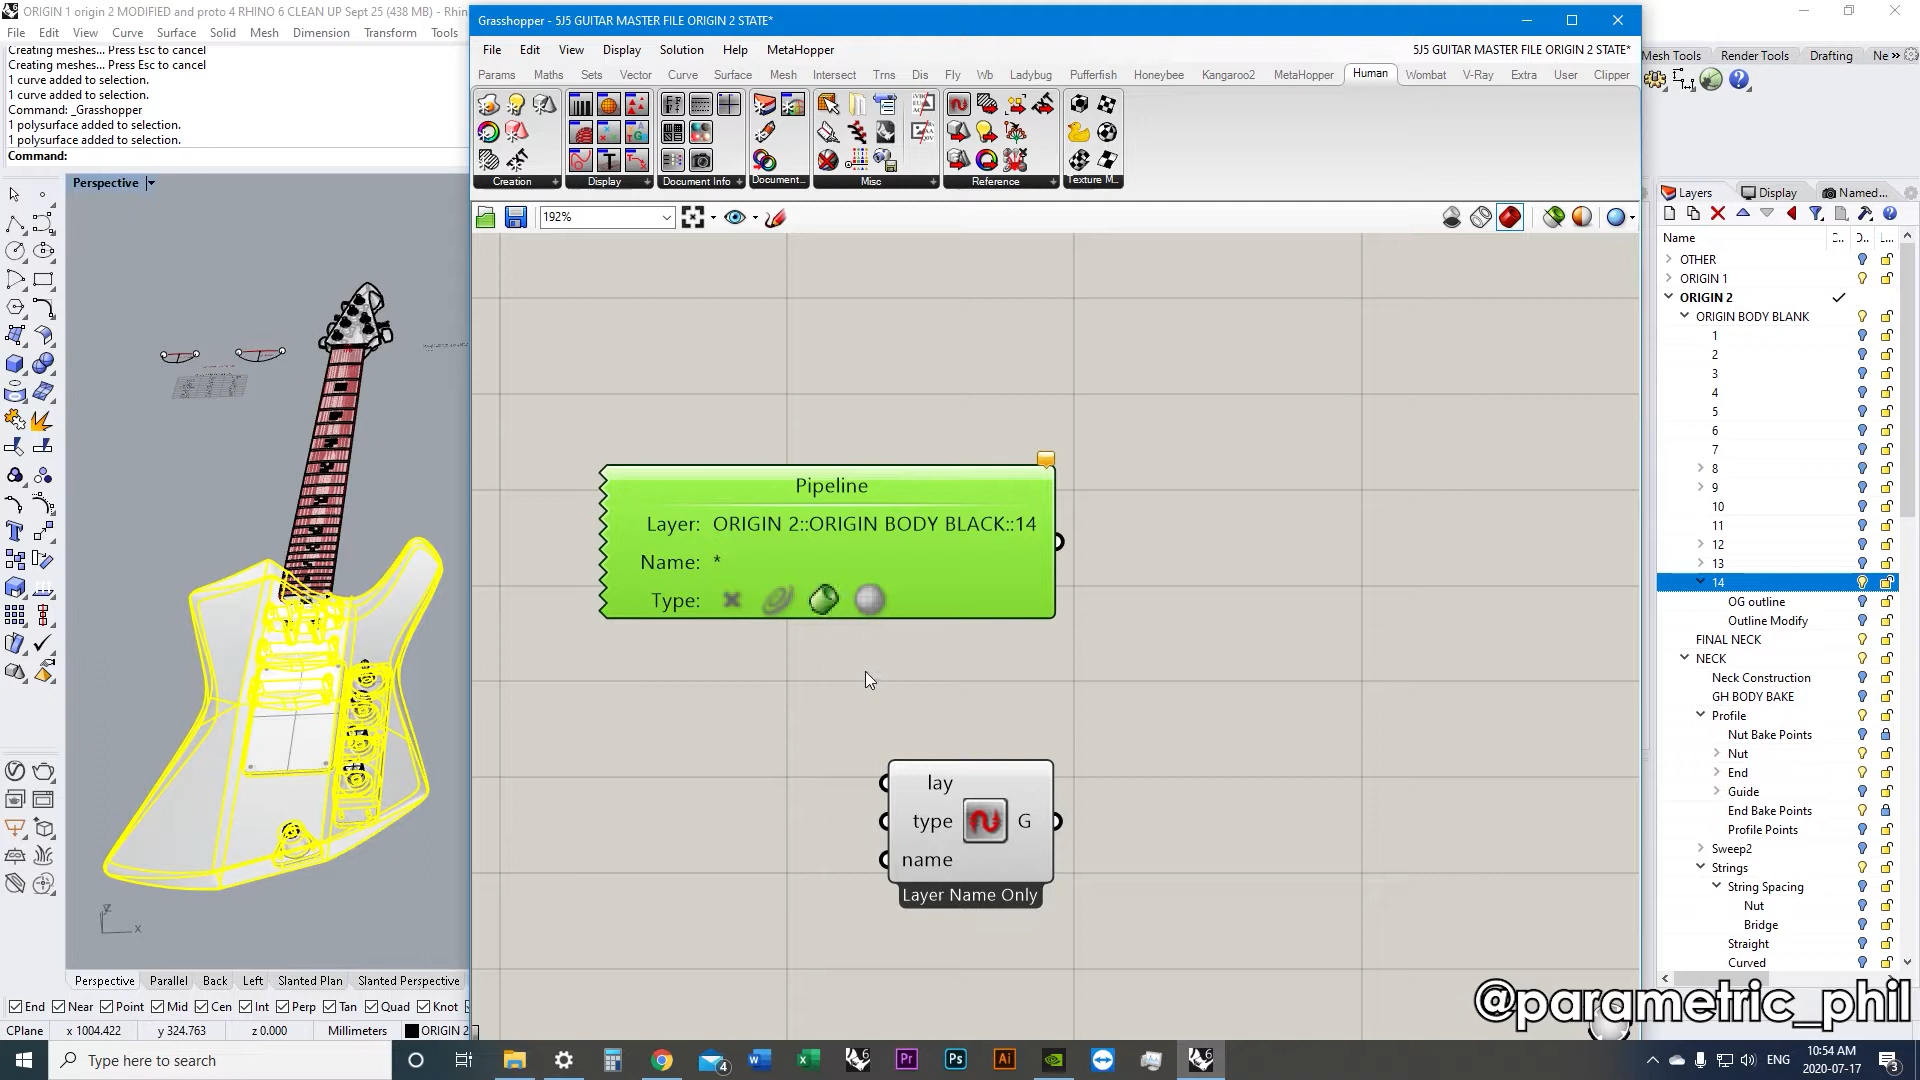 ORIGIN 1 origin 2 MODIFIED and proto 4 RHINO 6 CLEAN UP Sept 25 (438 MB) - Rhin
File Edit View Curve Surface Solid Mesh Dimension Transform Tools
Creating meshes... Press Esc to cancel
Creating meshes... Press Esc to cancel
1 curve added to selection.
1 curve added to selection.
Command: _Grasshopper
1 polysurface added to selection.
1 polysurface added to selection.
Command:
Perspective
Grasshopper - 5J5 GUITAR MASTER FILE ORIGIN 2 STATE*
File Edit View Display Solution Help MetaHopper
5J5 GUITAR MASTER FILE ORIGIN 2 STATE*
Params Maths Sets Vector Curve Surface Mesh Intersect Trns Dis Fly Wb Ladybug Pufferfish Honeybee Kangaroo2 MetaHopper Human Wombat V-Ray Extra User Clipper
Creation Display Document Info Document... Misc Reference Texture M...
192%
Pipeline
Layer: ORIGIN 2::ORIGIN BODY BLACK::14
Name: *
Type:
lay
type G
name
Layer Name Only
Mesh Tools Render Tools Drafting Ne »
Layers Display Named...
Name C.. D.. L...
OTHER
ORIGIN 1
ORIGIN 2
ORIGIN BODY BLANK
1
2
3
4
5
6
7
8
9
10
11
12
13
14
OG outline
Outline Modify
FINAL NECK
NECK
Neck Construction
GH BODY BAKE
Profile
Nut Bake Points
Nut
End
Guide
End Bake Points
Profile Points
Sweep2
Strings
String Spacing
Nut
Bridge
Straight
Curved
@parametric_phil
Perspective Parallel Back Left Slanted Plan Slanted Perspective
End Near Point Mid Cen Int Perp Tan Quad Knot
CPlane x 1004.422 y 324.763 z 0.000 Millimeters ORIGIN 2
Type here to search
ENG
10:54 AM
2020-07-17